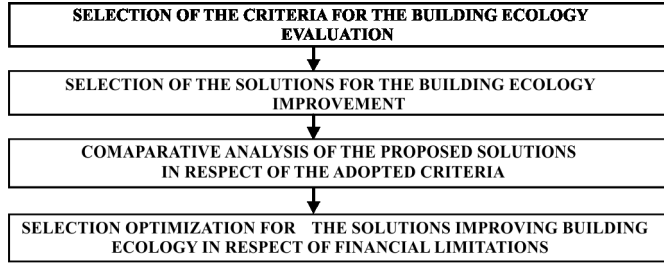 SELECTION OF THE CRITERIA FOR THE BUILDING ECOLOGY
EVALUATION
SELECTION OF THE SOLUTIONS FOR THE BUILDING ECOLOGY
IMPROVEMENT
COMAPARATIVE ANALYSIS OF THE PROPOSED SOLUTIONS
IN RESPECT OF THE ADOPTED CRITERIA
SELECTION OPTIMIZATION FOR THE SOLUTIONS IMPROVING BUILDING
ECOLOGY IN RESPECT OF FINANCIAL LIMITATIONS